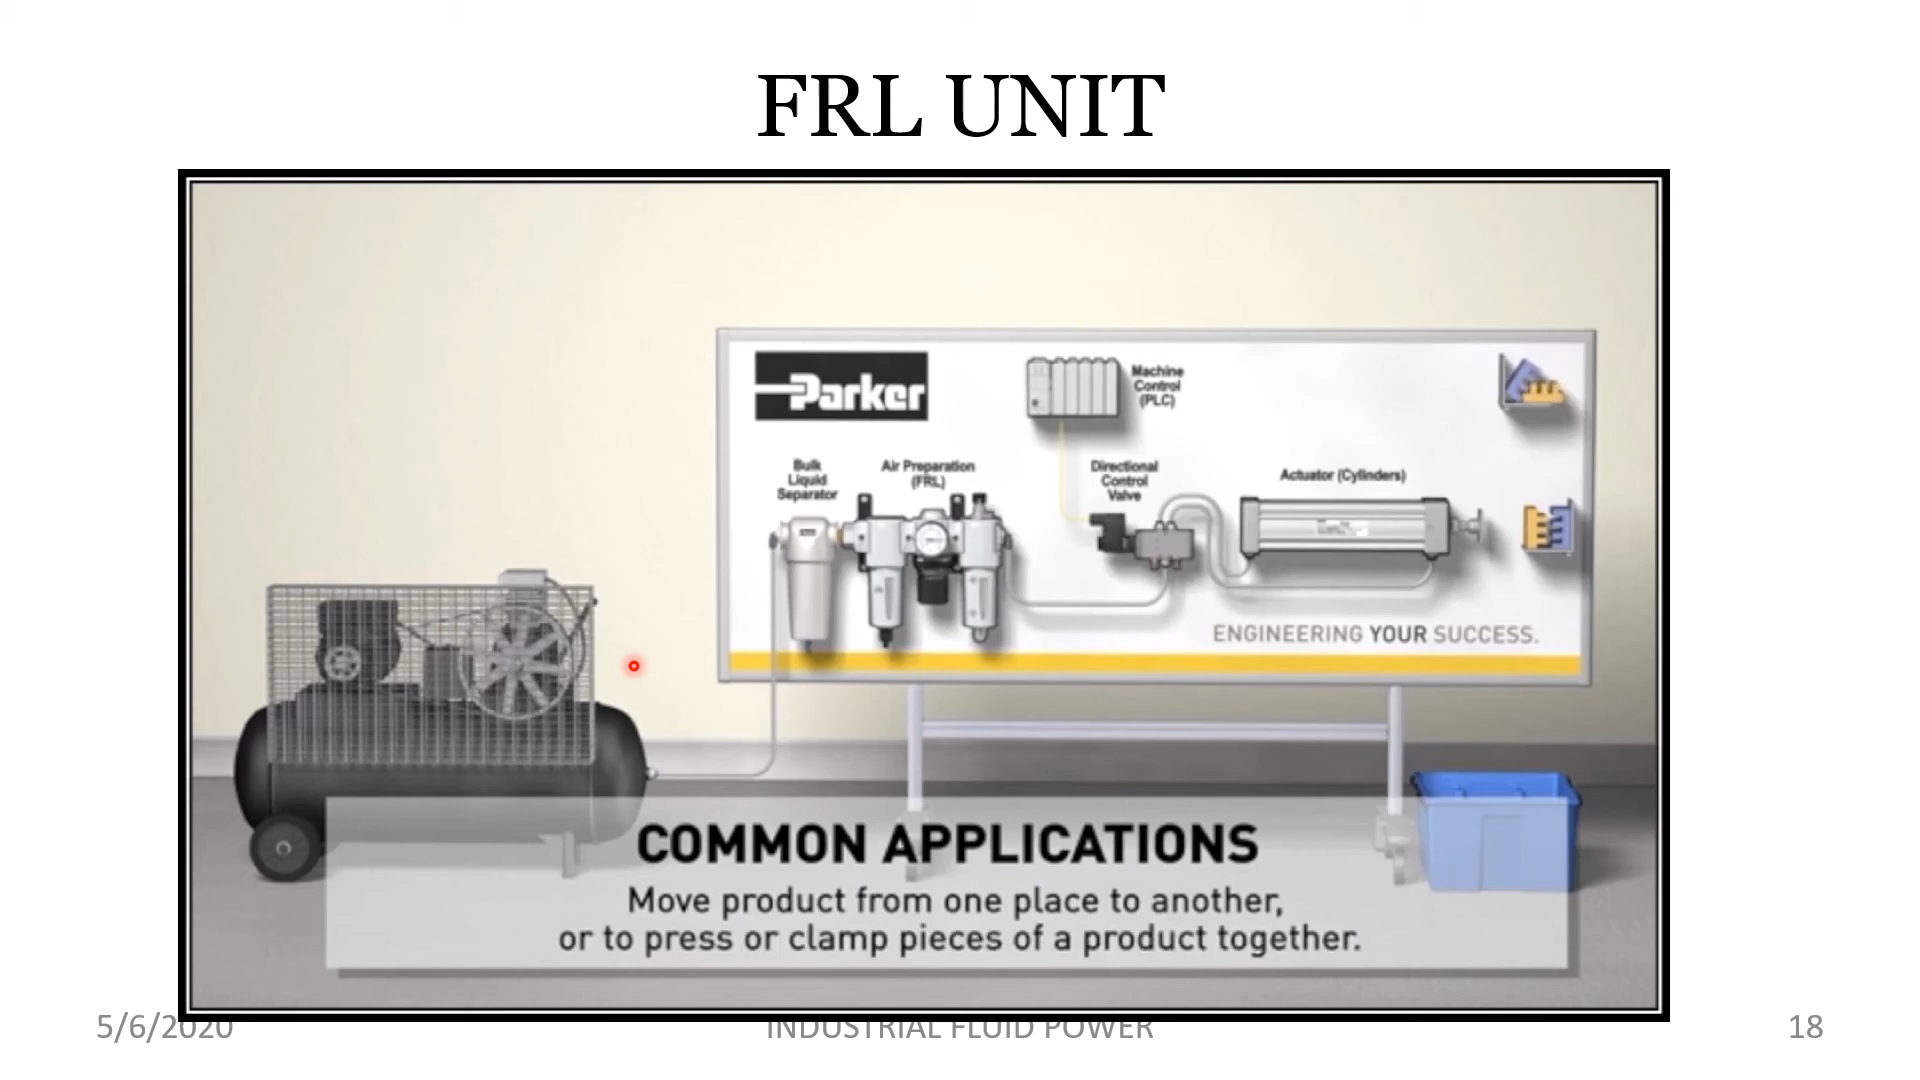 FRL UNIT
Parker
Machine
Control
(PLC)
Bulk
Liquid
Separator
Air Preparation
(FRL)
Directional
Control
Valve
Actuator (Cylinders)
ENGINEERING YOUR SUCCESS.
COMMON APPLICATIONS
Move product from one place to another,
or to press or clamp pieces of a product together.
5/6/2020
INDUSTRIAL FLUID POWER
18